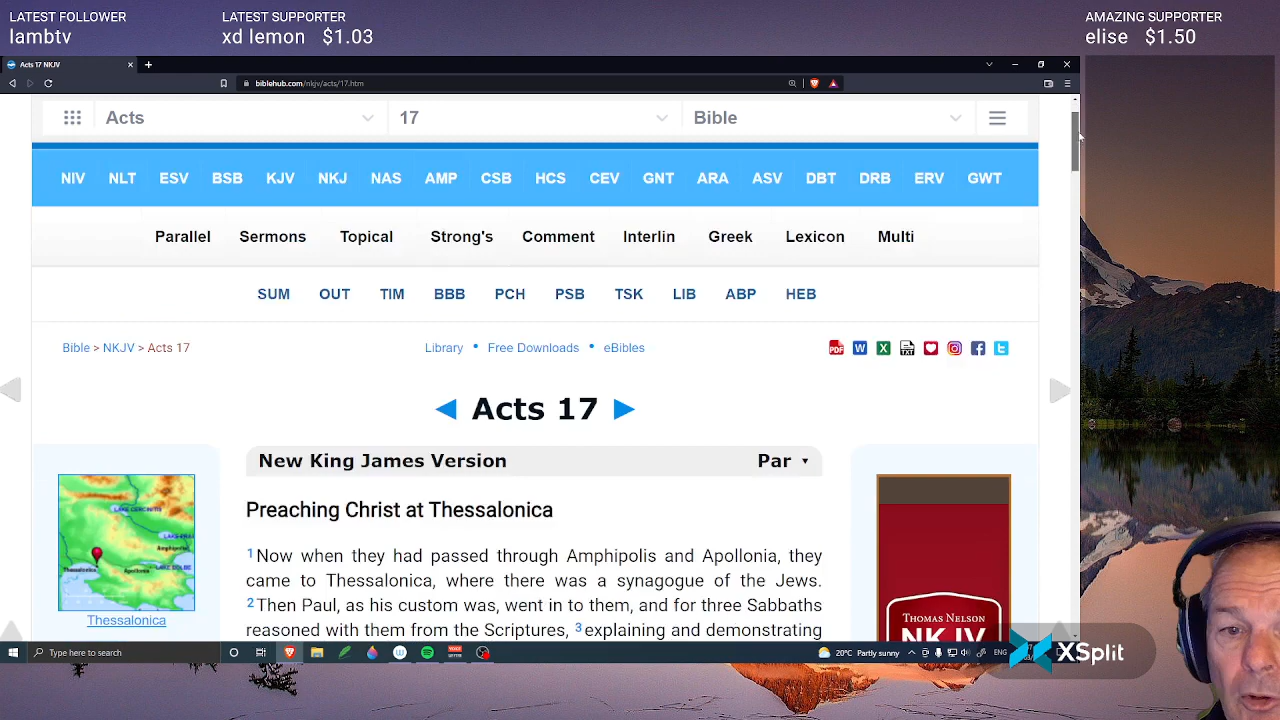 LATEST FOLLOWER
lambtv
LATEST SUPPORTER
xd lemon $1.03
AMAZING SUPPORTER
elise $1.50
Acts 17 NKJV
biblehub.com/nkjv/acts/17.htm
Acts 17 Bible
NIV NLT ESV BSB KJV NKJ NAS AMP CSB HCS CEV GNT ARA ASV DBT DRB ERV GWT
Parallel Sermons Topical Strong's Comment Interlin Greek Lexicon Multi
SUM OUT TIM BBB PCH PSB TSK LIB ABP HEB
Bible > NKJV > Acts 17
Library • Free Downloads • eBibles
◄ Acts 17 ►
New King James Version Par ▾
Preaching Christ at Thessalonica
1Now when they had passed through Amphipolis and Apollonia, they
came to Thessalonica, where there was a synagogue of the Jews.
2Then Paul, as his custom was, went in to them, and for three Sabbaths
reasoned with them from the Scriptures, 3explaining and demonstrating
Thessalonica
THOMAS NELSON
NKJV
Type here to search
20°C Partly sunny
ENG
XSplit